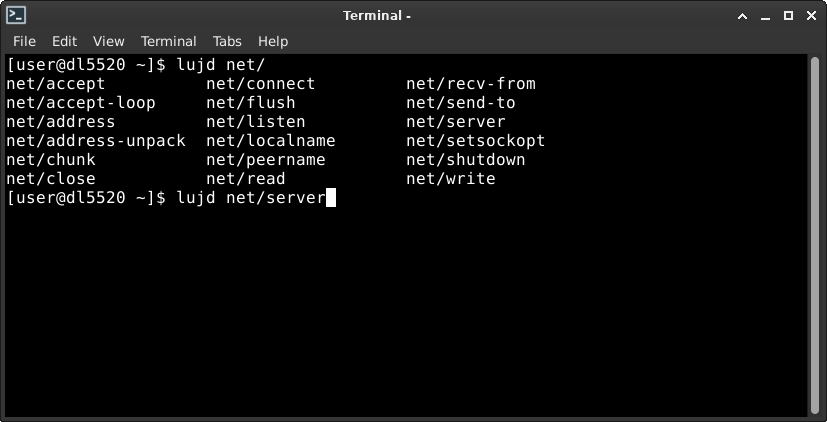 Terminal -
File Edit View Terminal Tabs Help
[user@dl5520 ~]$ lujd net/
net/accept net/connect net/recv-from
net/accept-loop net/flush net/send-to
net/address net/listen net/server
net/address-unpack net/localname net/setsockopt
net/chunk net/peername net/shutdown
net/close net/read net/write
[user@dl5520 ~]$ lujd net/server